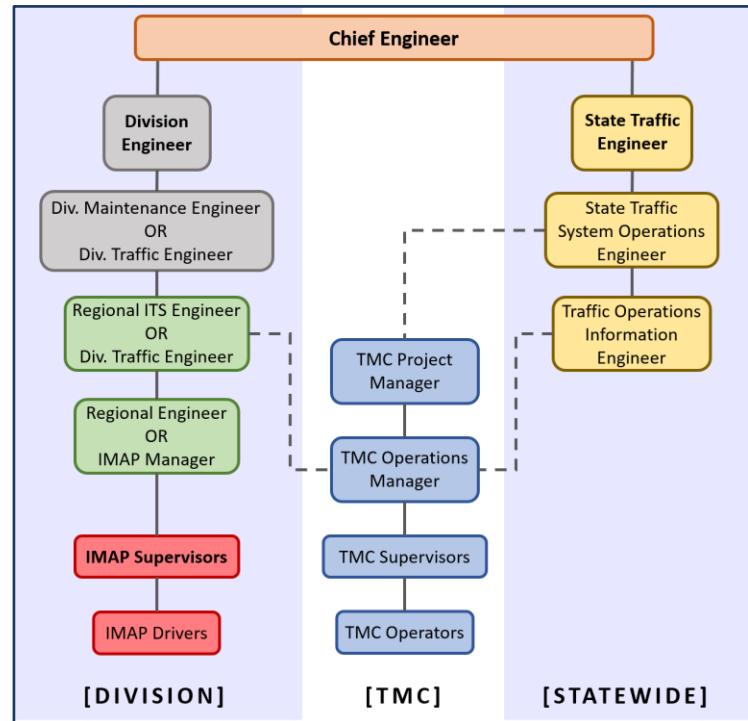 Chief Engineer
Division
Engineer
Div. Maintenance Engineer
OR
Div. Traffic Engineer
Regional ITS Engineer
OR
Div. Traffic Engineer
Regional Engineer
OR
IMAP Manager
IMAP Supervisors
IMAP Drivers
[DIVISION]
TMC Project
Manager
TMC Operations
Manager
TMC Supervisors
TMC Operators
[TMC]
State Traffic
Engineer
State Traffic
System Operations
Engineer
Traffic Operations
Information
Engineer
[STATEWIDE]